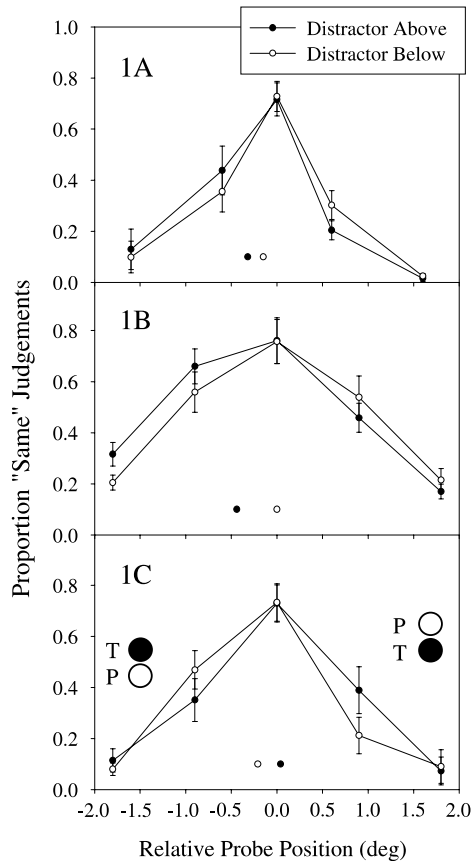 Distractor Above
Distractor Below
1.0
1A
0.8
0.6
0.4
0.2
0.0
Proportion "Same" Judgements
1B
0.8
0.6
0.4
0.2
0.0
1C
0.8
T
P
P
T
0.6
0.4
0.2
0.0
-2.0 -1.5 -1.0 -0.5 0.0 0.5 1.0 1.5 2.0
Relative Probe Position (deg)